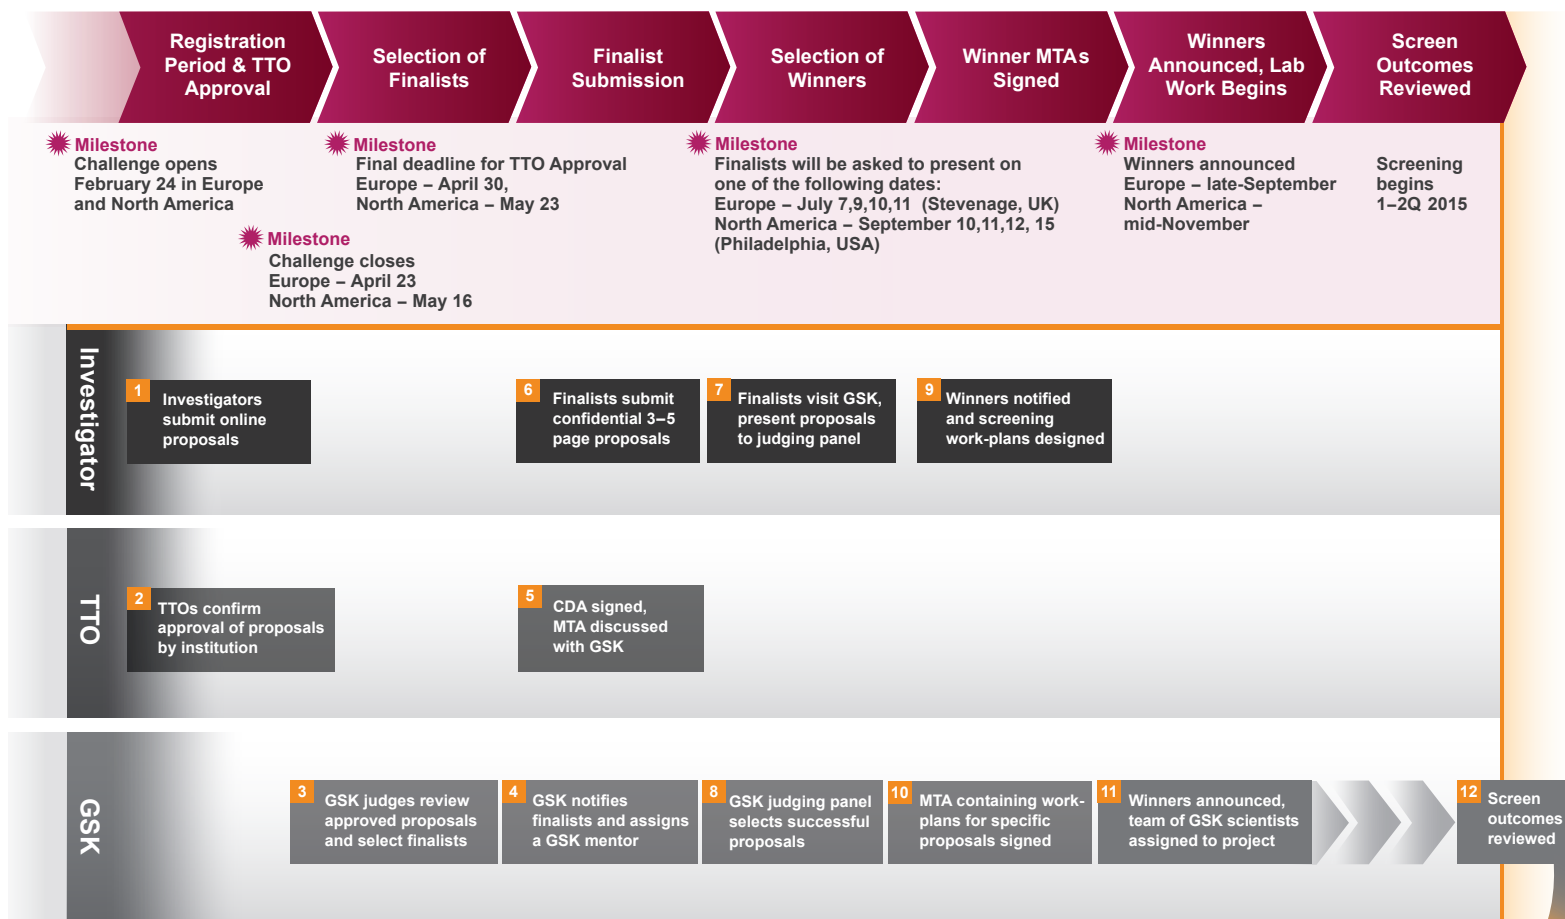 Registration
Period & TTO
Approval
Selection of
Finalists
Finalist
Submission
Selection of
Winners
Winner MTAs
Signed
Winners
Announced, Lab
Work Begins
Screen
Outcomes
Reviewed
Milestone
Challenge opens
February 24 in Europe
and North America
Milestone
Challenge closes
Europe – April 23
North America – May 16
Milestone
Final deadline for TTO Approval
Europe – April 30,
North America – May 23
Milestone
Finalists will be asked to present on
one of the following dates:
Europe – July 7,9,10,11 (Stevenage, UK)
North America – September 10,11,12, 15
(Philadelphia, USA)
Milestone
Winners announced
Europe – late-September
North America –
mid-November
Screening
begins
1–2Q 2015
Investigator
1
Investigators
submit online
proposals
6
Finalists submit
confidential 3–5
page proposals
7
Finalists visit GSK,
present proposals
to judging panel
9
Winners notified
and screening
work-plans designed
TTO
2
TTOs confirm
approval of proposals
by institution
5
CDA signed,
MTA discussed
with GSK
GSK
3
GSK judges review
approved proposals
and select finalists
4
GSK notifies
finalists and assigns
a GSK mentor
8
GSK judging panel
selects successful
proposals
10
MTA containing work-
plans for specific
proposals signed
11
Winners announced,
team of GSK scientists
assigned to project
12
Screen
outcomes
reviewed